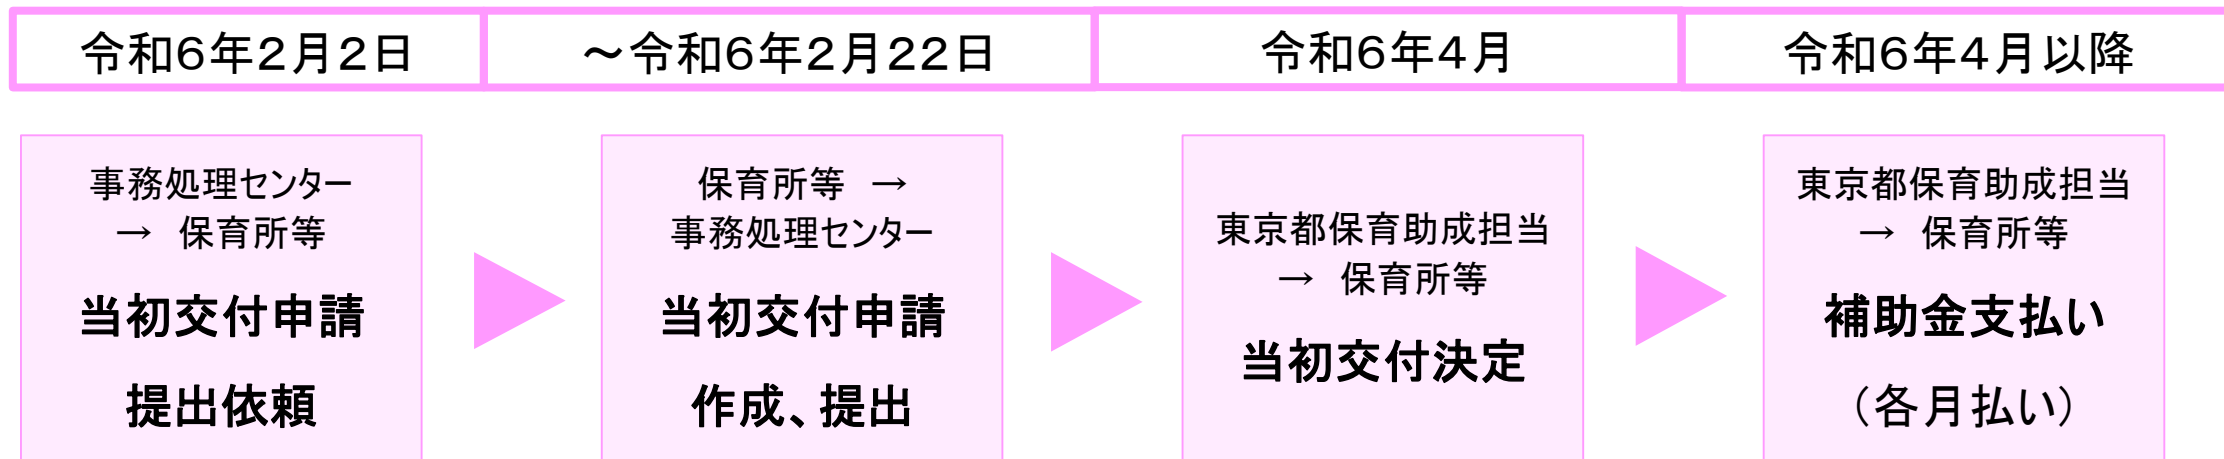 令和6年2月2日
～令和6年2月22日
令和6年4月
令和6年4月以降
事務処理センター
→ 保育所等
当初交付申請
提出依頼
保育所等 →
事務処理センター
当初交付申請
作成、提出
東京都保育助成担当
→ 保育所等
当初交付決定
東京都保育助成担当
→ 保育所等
補助金支払い
（各月払い）